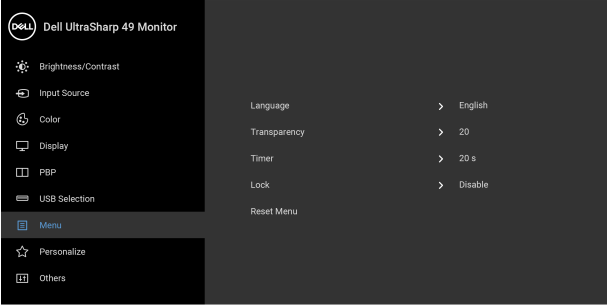 DELL Dell UltraSharp 49 Monitor
Brightness/Contrast
Input Source
Color
Display
PBP
USB Selection
Menu
Personalize
Others
Language English
Transparency 20
Timer 20 s
Lock Disable
Reset Menu